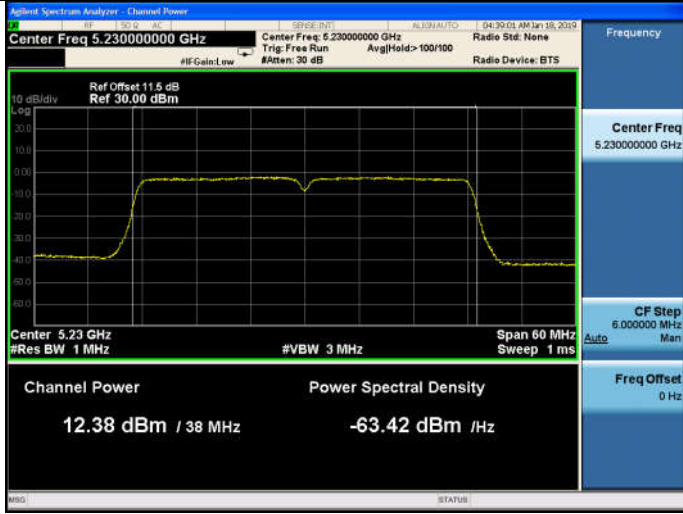 Agilent Spectrum Analyzer - Channel Power
RF 50 Ω AC SENSE:INT ALIGNAUTO 04:39:01 AM Jan 18, 2019
Center Freq 5.230000000 GHz
Center Freq: 5.230000000 GHz
Radio Std: None
Trig: Free Run Avg|Hold:> 100/100
#IFGain:Low #Atten: 30 dB
Radio Device: BTS
Frequency
Ref Offset 11.5 dB
10 dB/div Ref 30.00 dBm
Log
20.0
10.0
0.00
-10.0
-20.0
-30.0
-40.0
-50.0
-60.0
Center 5.23 GHz Span 60 MHz
#Res BW 1 MHz #VBW 3 MHz Sweep 1 ms
Center Freq
5.230000000 GHz
CF Step
6.000000 MHz
Auto Man
Freq Offset
0 Hz
Channel Power Power Spectral Density
12.38 dBm / 38 MHz -63.42 dBm /Hz
MSG STATUS